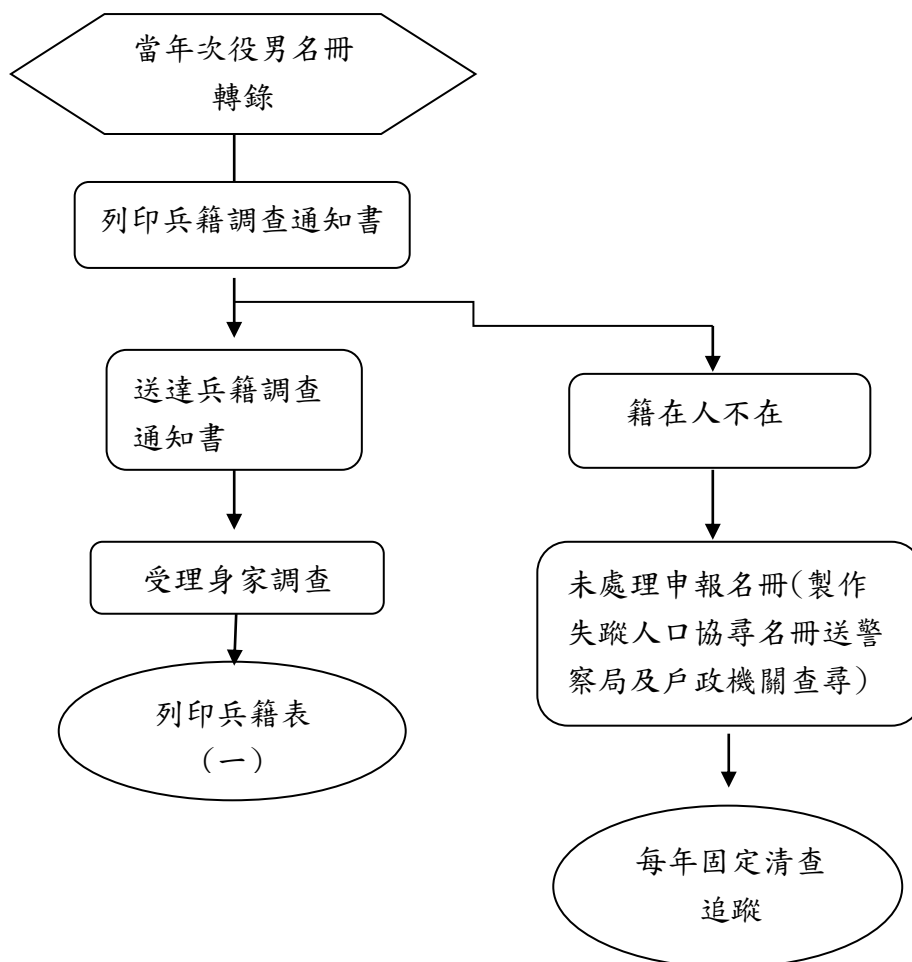 當年次役男名冊
轉錄
列印兵籍調查通知書
送達兵籍調查
通知書
籍在人不在
受理身家調查
未處理申報名冊(製作
失蹤人口協尋名冊送警
察局及戶政機關查尋)
列印兵籍表
(一)
每年固定清查
追蹤